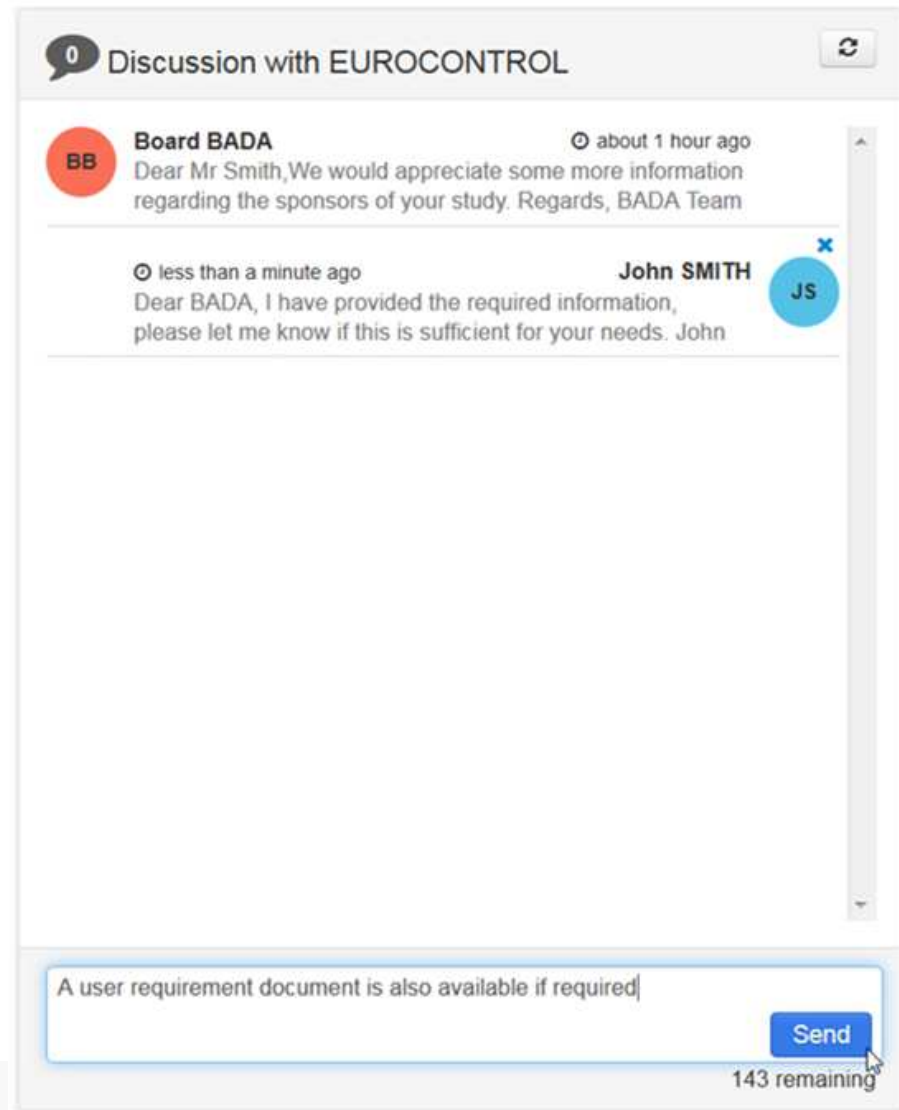 0 Discussion with EUROCONTROL
BB
Board BADA about 1 hour ago
Dear Mr Smith,We would appreciate some more information
regarding the sponsors of your study. Regards, BADA Team
less than a minute ago John SMITH
JS
Dear BADA, I have provided the required information,
please let me know if this is sufficient for your needs. John
A user requirement document is also available if required
Send
143 remaining